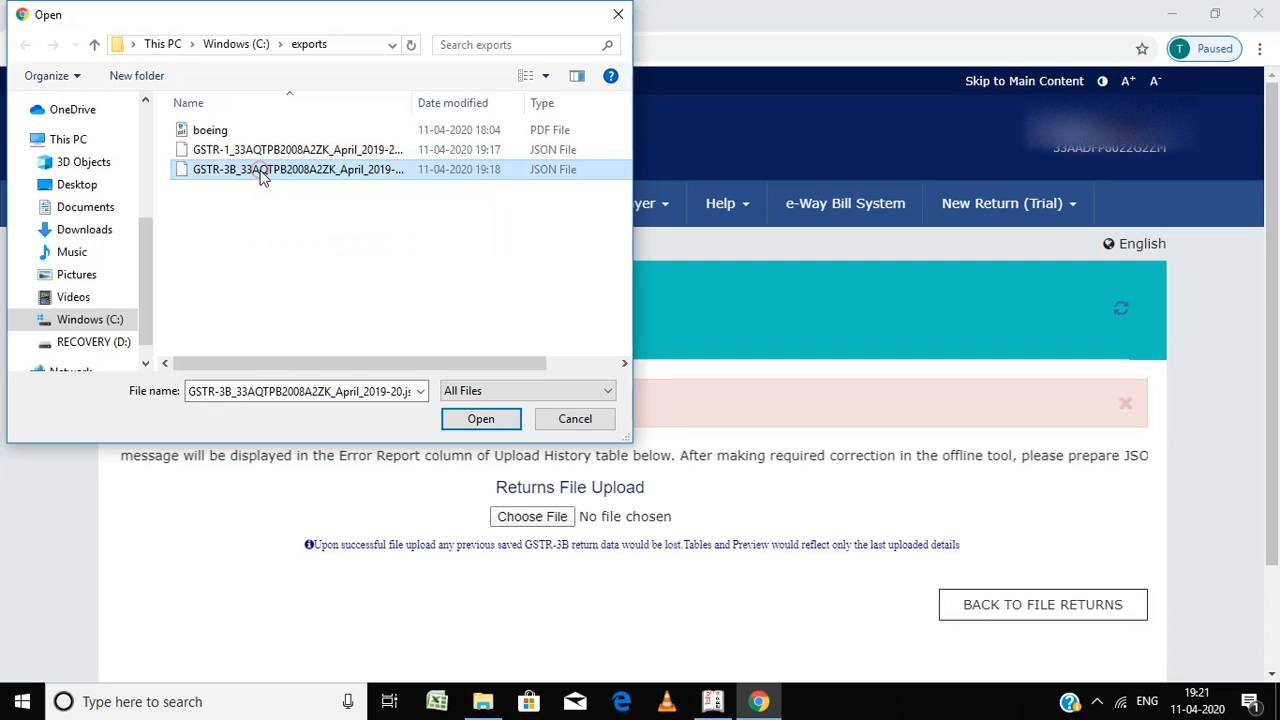 Open
This PC
Windows (C:)
exports
Search exports
Organize
New folder
Name
Date modified
Type
OneDrive
This PC
3D Objects
Desktop
Documents
Downloads
Music
Pictures
Videos
Windows (C:)
RECOVERY (D:)
boeing
11-04-2020 18:04
PDF File
GSTR-1_33AQTPB2008A2ZK_April_2019-2...
11-04-2020 19:17
JSON File
GSTR-3B_33AQTPB2008A2ZK_April_2019-...
11-04-2020 19:18
JSON File
File name:
GSTR-3B_33AQTPB2008A2ZK_April_2019-20.js
All Files
Open
Cancel
T
Paused
Skip to Main Content
A+
A-
yer
Help
e-Way Bill System
New Return (Trial)
English
message will be displayed in the Error Report column of Upload History table below. After making required correction in the offline tool, please prepare JSO
Returns File Upload
Choose File No file chosen
Upon successful file upload any previous saved GSTR-3B return data would be lost.Tables and Preview would reflect only the last uploaded details
BACK TO FILE RETURNS
Type here to search
ENG
19:21
11-04-2020
1